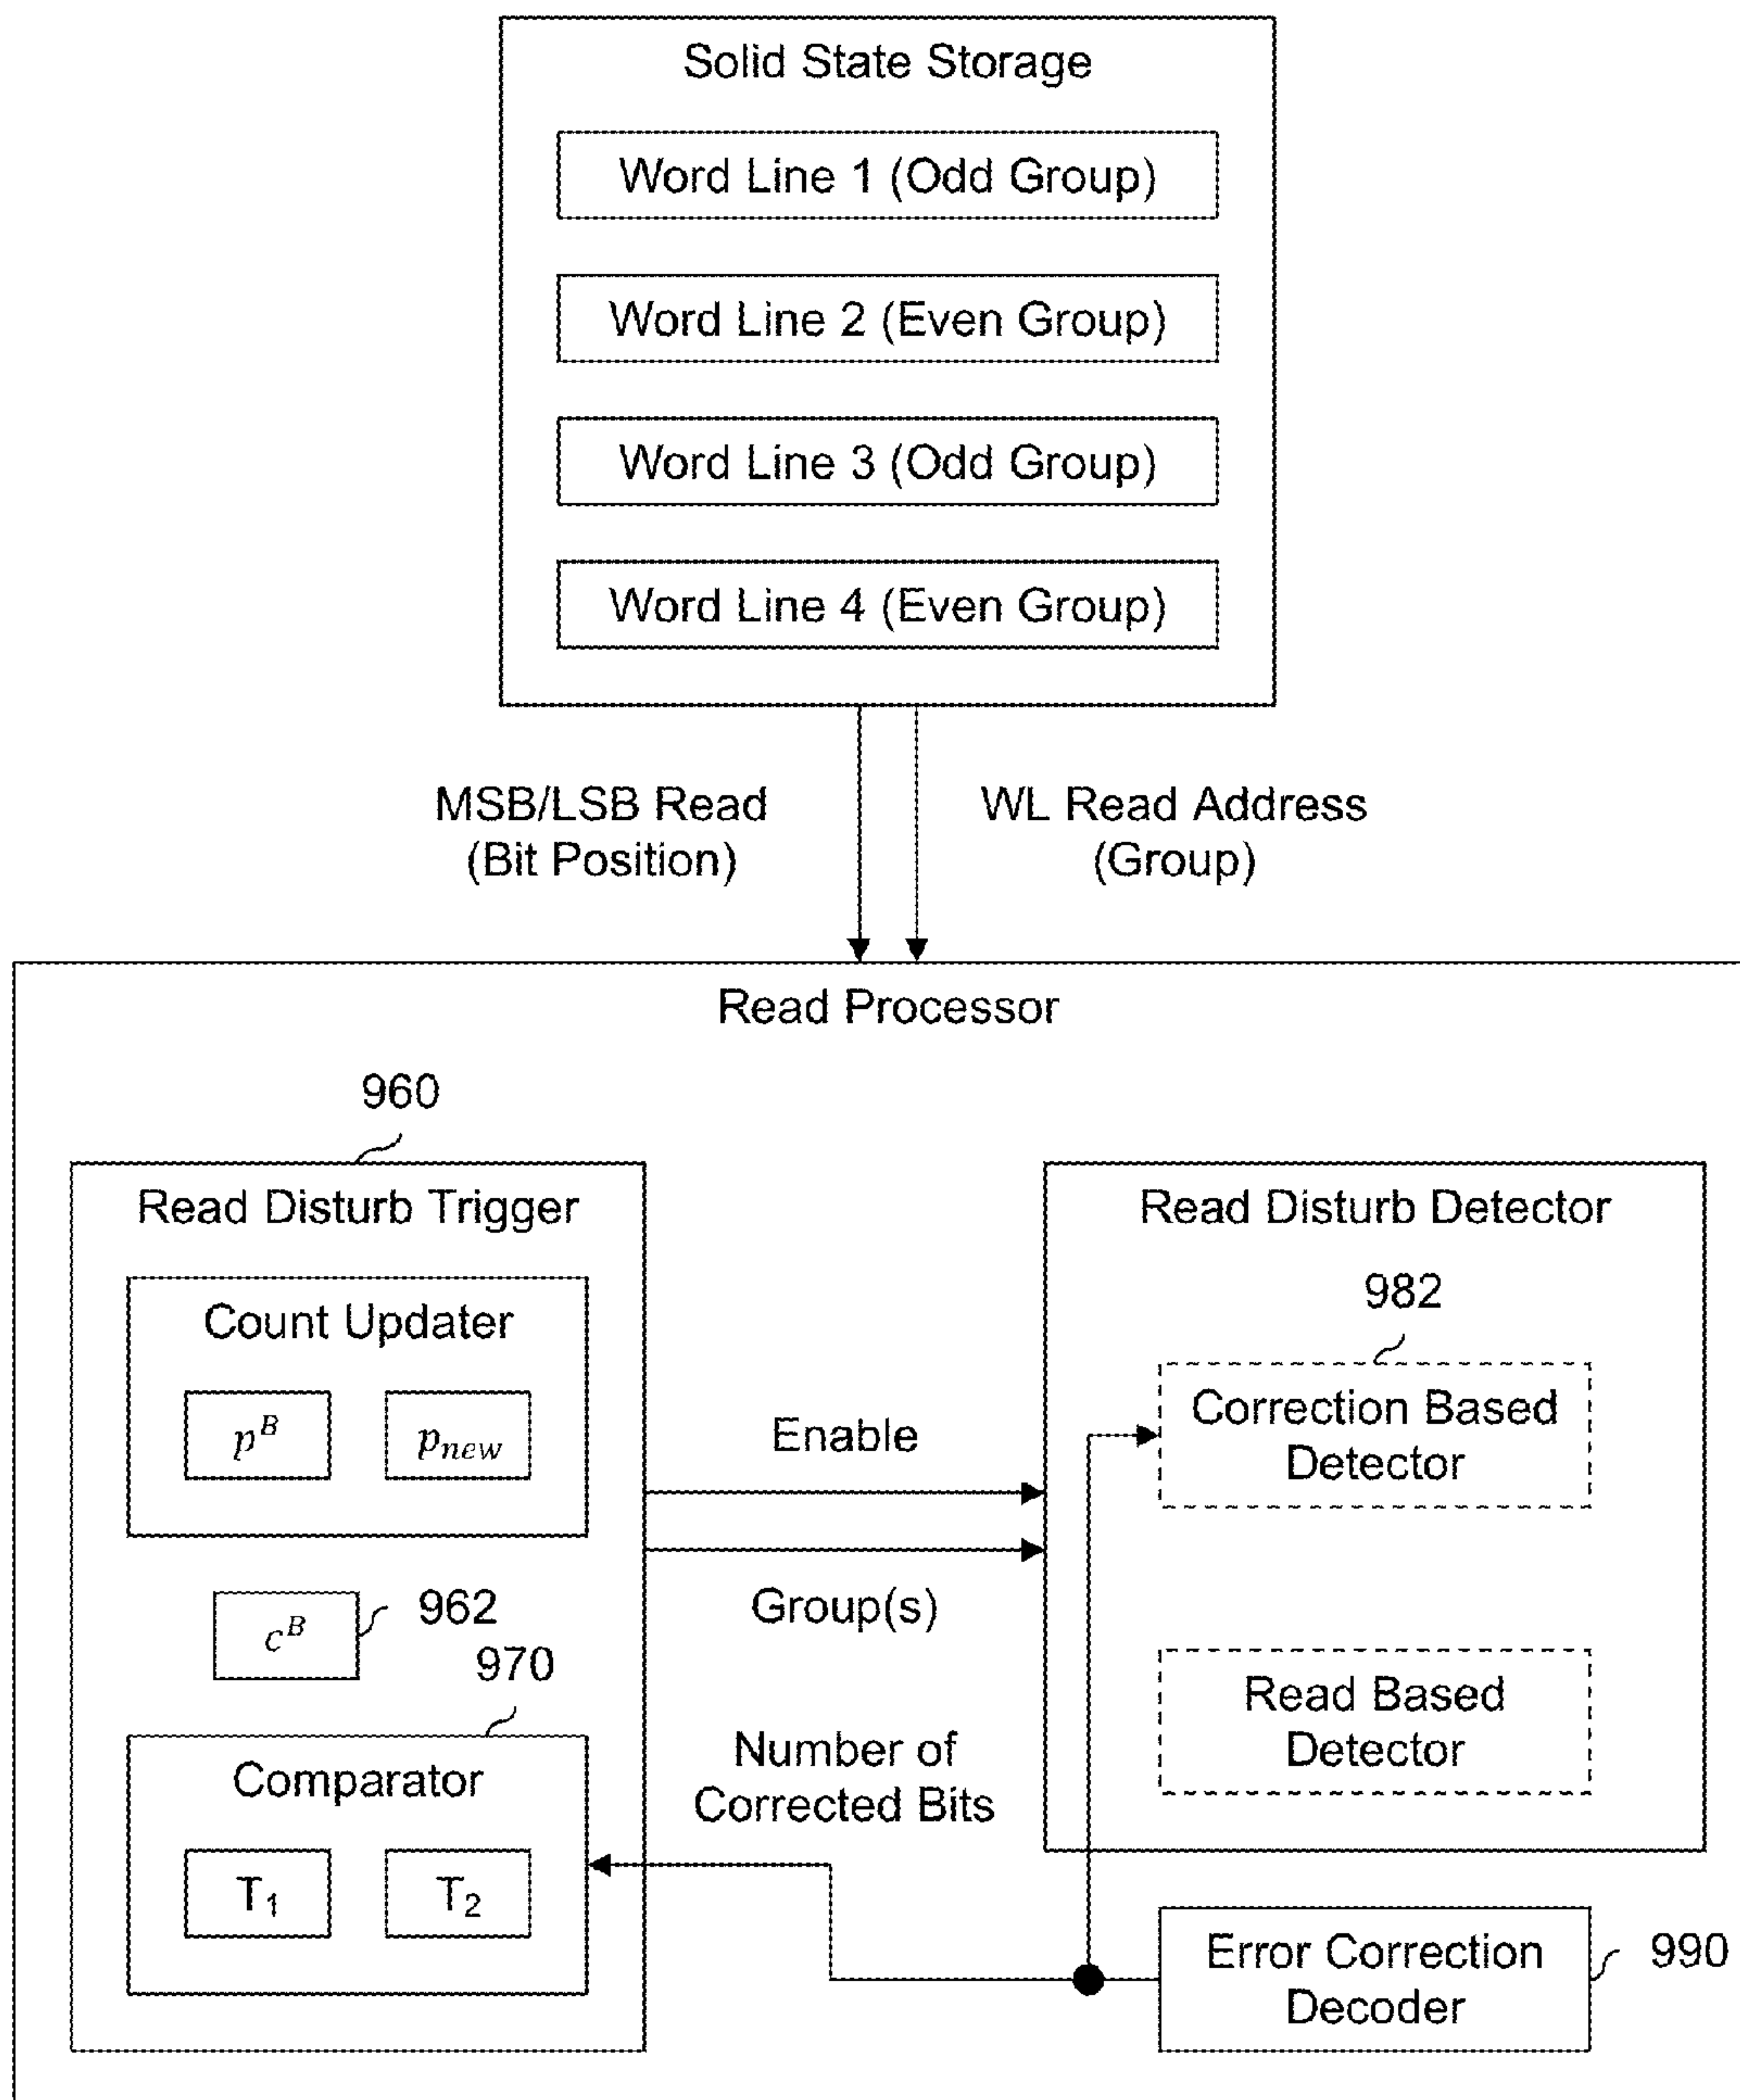 Solid State Storage
Word Line 1 (Odd Group)
Word Line 2 (Even Group)
Word Line 3 (Odd Group)
Word Line 4 (Even Group)
MSB/LSB Read
(Bit Position)
WL Read Address
(Group)
Read Processor
960
Read Disturb Trigger
Count Updater
p^B
p_new
c^B
962
970
Comparator
T₁
T₂
Enable
Group(s)
Number of
Corrected Bits
Read Disturb Detector
982
Correction Based
Detector
Read Based
Detector
Error Correction
Decoder
990